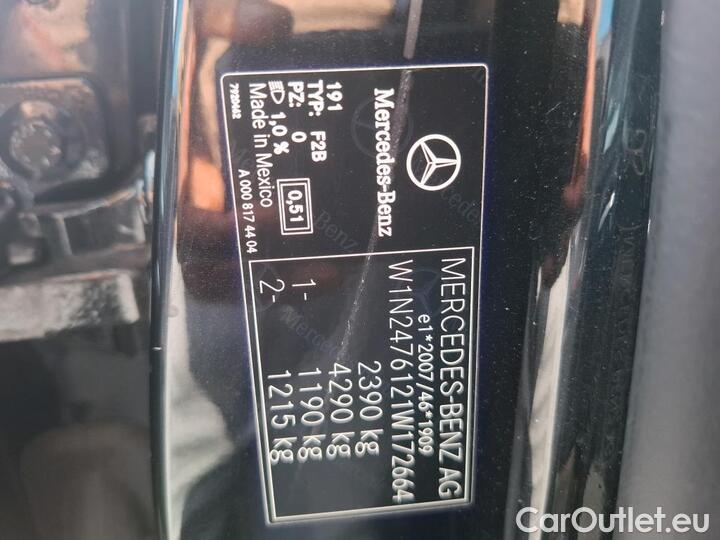 MERCEDES-BENZ AG
e1*2007/46*1909
W1N2476121W172664
2390 kg
4290 kg
1- 1190 kg
2- 1215 kg
Mercedes-Benz
191
TYP: F2B
PZ: 0
1,0 %
0,51
Made in Mexico
A 000 817 44 04
7920662
CarOutlet.eu